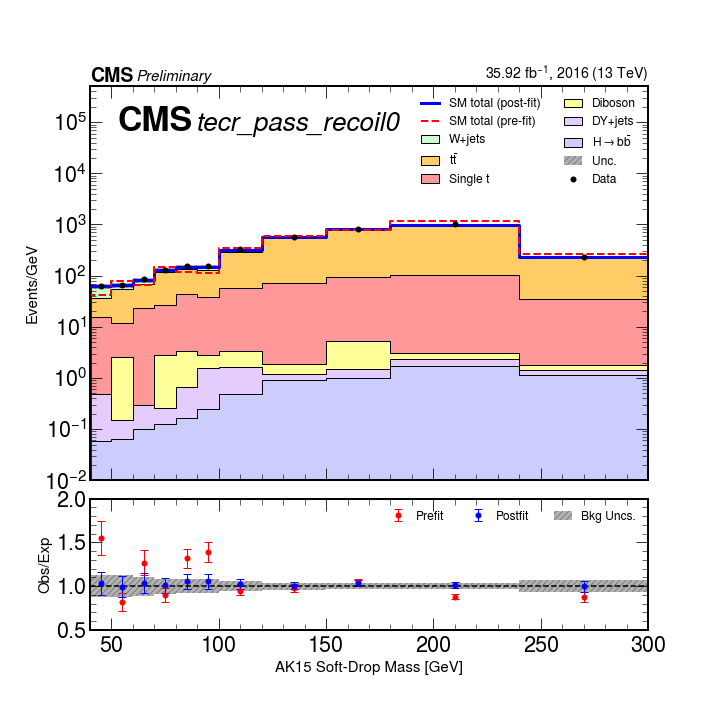 CMS Preliminary
35.92 fb⁻¹, 2016 (13 TeV)
CMS tecr_pass_recoil0
SM total (post-fit)
SM total (pre-fit)
W+jets
tt̄
Single t
Diboson
DY+jets
H→bb̄
Unc.
Data
Events/GeV
10⁵
10⁴
10³
10²
10¹
10⁰
10⁻¹
10⁻²
Prefit
Postfit
Bkg Uncs.
Obs/Exp
2.0
1.5
1.0
0.5
50 100 150 200 250 300
AK15 Soft-Drop Mass [GeV]